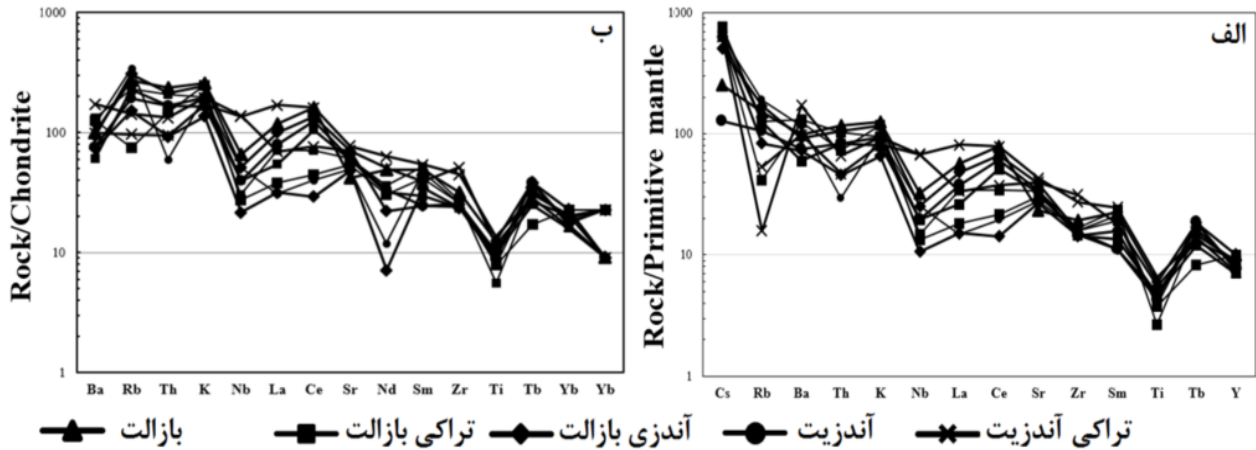 ب
الف
1000
100
10
1
Rock/Chondrite
Ba Rb Th K Nb La Ce Sr Nd Sm Zr Ti Tb Yb Yb
1000
100
10
1
Rock/Primitive mantle
Cs Rb Ba Th K Nb La Ce Sr Zr Sm Ti Tb Y
بازالت
تراکی بازالت
آندزی بازالت
آندزیت
تراکی آندزیت